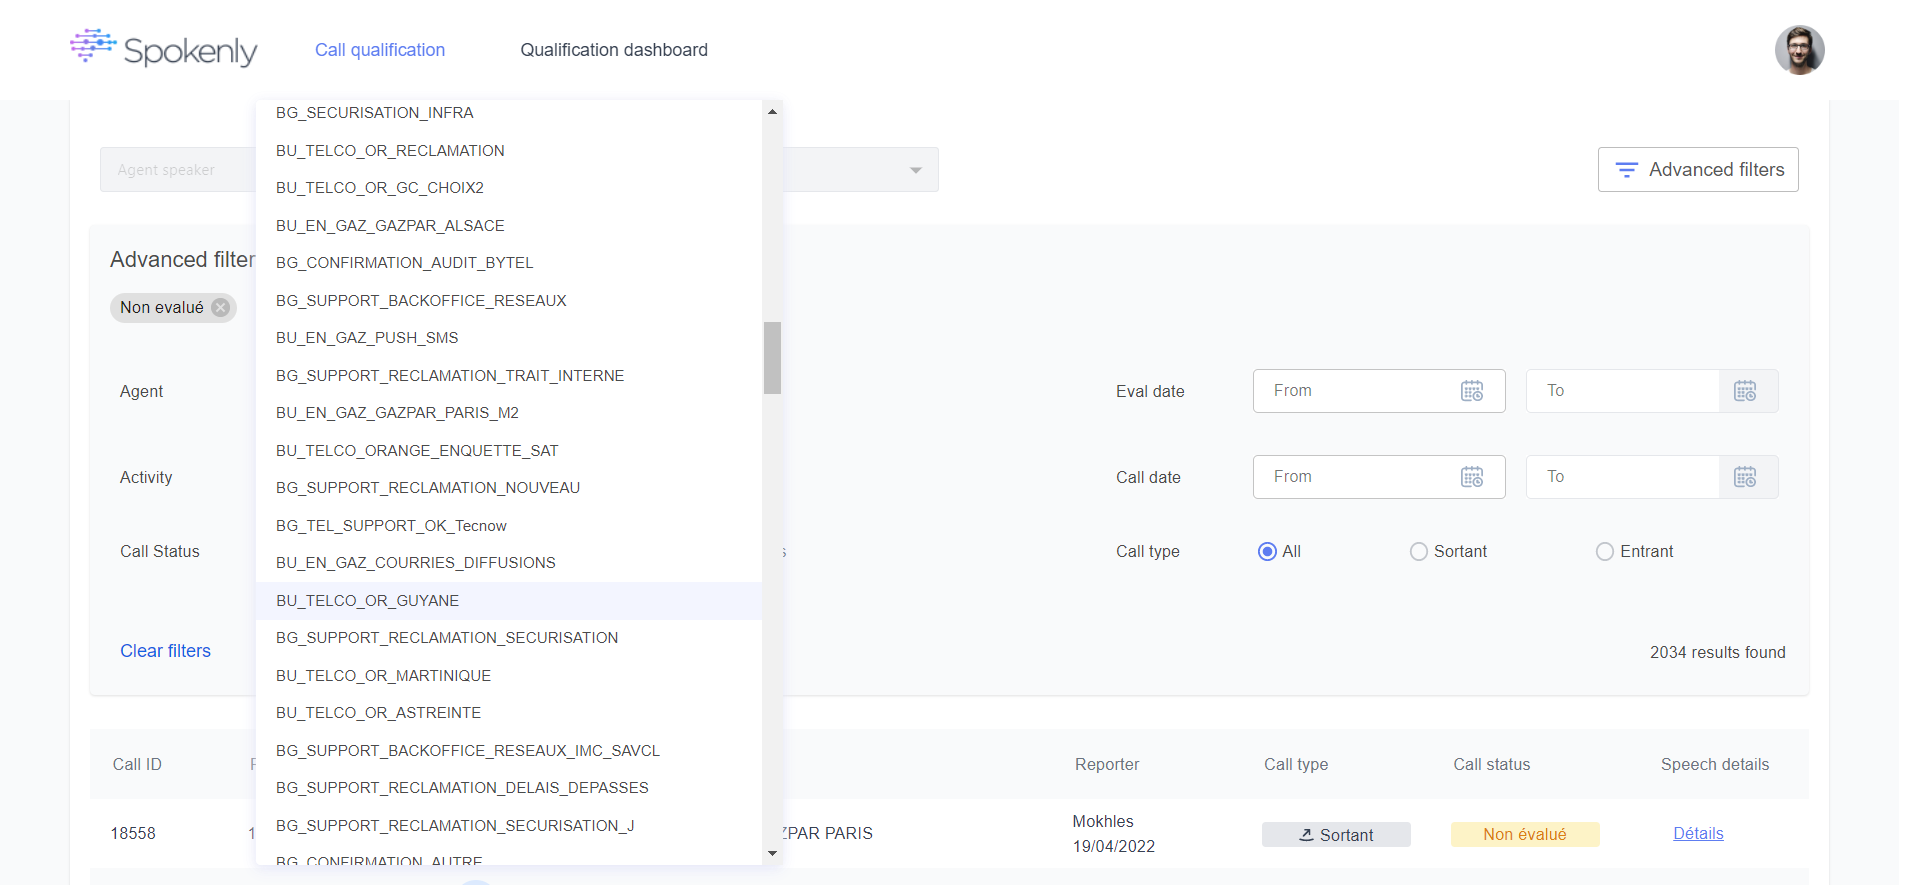 Spokenly
Call qualification
Qualification dashboard
BG_SECURISATION_INFRA
BU_TELCO_OR_RECLAMATION
BU_TELCO_OR_GC_CHOIX2
BU_EN_GAZ_GAZPAR_ALSACE
BG_CONFIRMATION_AUDIT_BYTEL
BG_SUPPORT_BACKOFFICE_RESEAUX
BU_EN_GAZ_PUSH_SMS
BG_SUPPORT_RECLAMATION_TRAIT_INTERNE
BU_EN_GAZ_GAZPAR_PARIS_M2
BU_TELCO_ORANGE_ENQUETTE_SAT
BG_SUPPORT_RECLAMATION_NOUVEAU
BG_TEL_SUPPORT_OK_Tecnow
BU_EN_GAZ_COURRIES_DIFFUSIONS
BU_TELCO_OR_GUYANE
BG_SUPPORT_RECLAMATION_SECURISATION
BU_TELCO_OR_MARTINIQUE
BU_TELCO_OR_ASTREINTE
BG_SUPPORT_BACKOFFICE_RESEAUX_IMC_SAVCL
BG_SUPPORT_RECLAMATION_DELAIS_DEPASSES
BG_SUPPORT_RECLAMATION_SECURISATION_J
BG_CONFIRMATION_AUTRE
Agent speaker
Advanced filters
Advanced filter
Non evalué
Agent
Eval date From To
Activity
Call date From To
Call Status
Call type All Sortant Entrant
Clear filters
2034 results found
Call ID Reporter Call type Call status Speech details
18558 1 ZPAR PARIS Mokhles
19/04/2022
Sortant Non évalué Détails